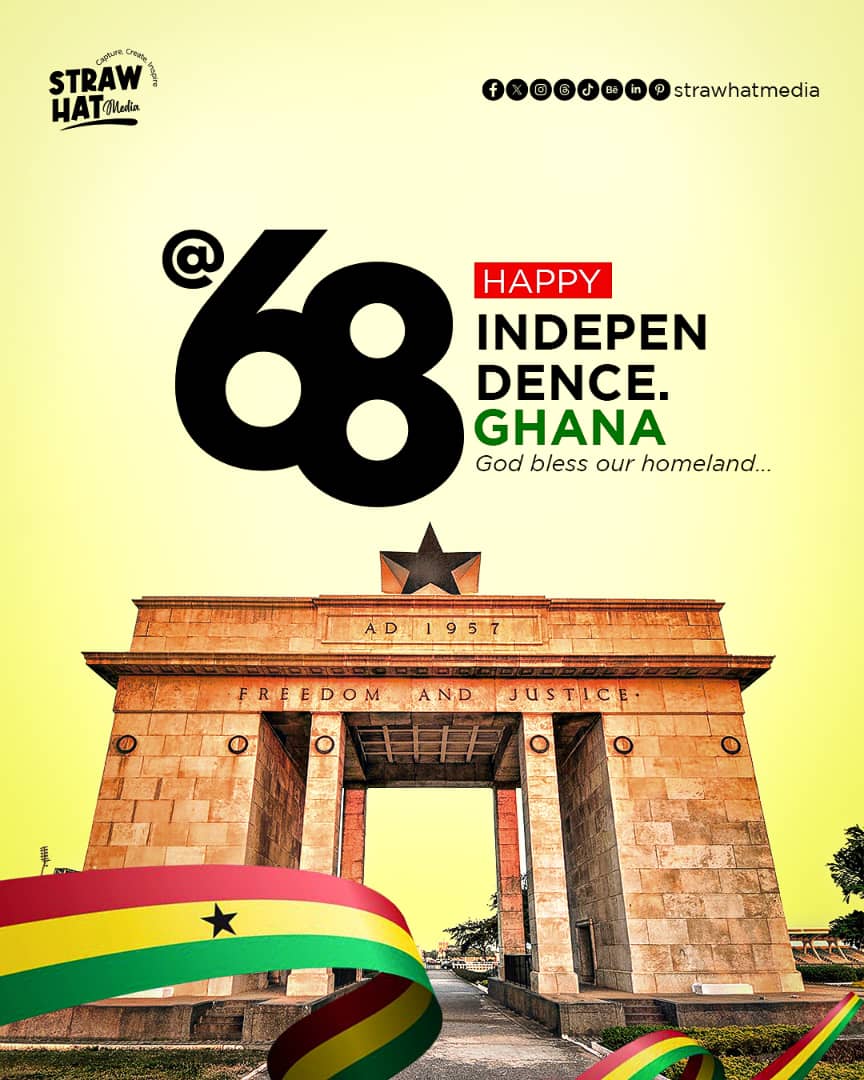 Capture, Create, Inspire
STRAW
HAT Media
strawhatmedia
@68
HAPPY
INDEPEN
DENCE.
GHANA
God bless our homeland...
AD 1957
·FREEDOM AND JUSTICE·